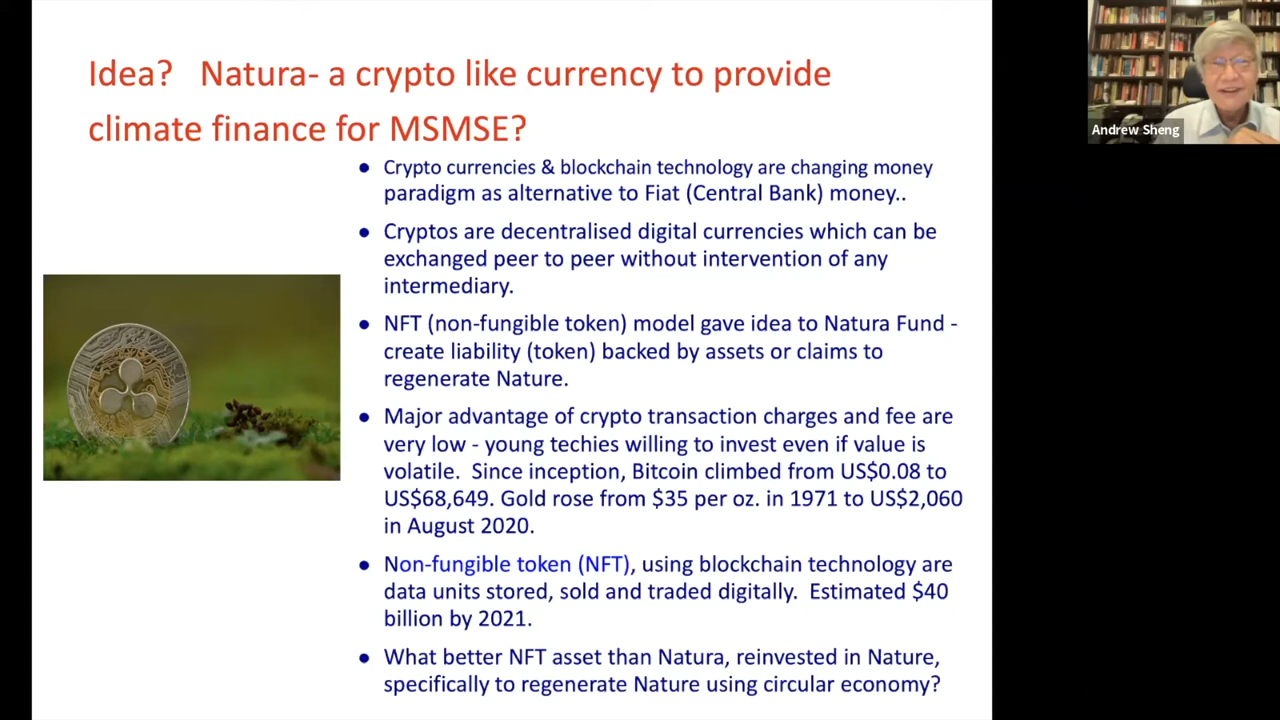 Idea? Natura- a crypto like currency to provide
climate finance for MSMSE?
Crypto currencies & blockchain technology are changing money
paradigm as alternative to Fiat (Central Bank) money..
Cryptos are decentralised digital currencies which can be
exchanged peer to peer without intervention of any
intermediary.
NFT (non-fungible token) model gave idea to Natura Fund -
create liability (token) backed by assets or claims to
regenerate Nature.
Major advantage of crypto transaction charges and fee are
very low - young techies willing to invest even if value is
volatile. Since inception, Bitcoin climbed from US$0.08 to
US$68,649. Gold rose from $35 per oz. in 1971 to US$2,060
in August 2020.
Non-fungible token (NFT), using blockchain technology are
data units stored, sold and traded digitally. Estimated $40
billion by 2021.
What better NFT asset than Natura, reinvested in Nature,
specifically to regenerate Nature using circular economy?
Andrew Sheng